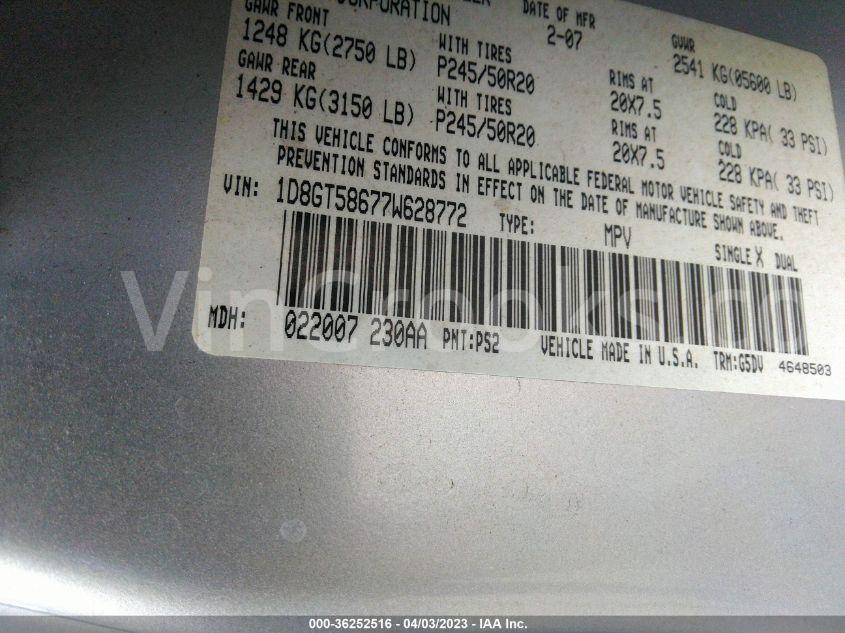 CORPORATION DATE OF MFR GVWR
GAWR FRONT 2-07 2541 KG(05600 LB)
1248 KG(2750 LB) WITH TIRES P245/50R20 RIMS AT 20X7.5 COLD 228 KPA( 33 PSI)
GAWR REAR
1429 KG(3150 LB) WITH TIRES P245/50R20 RIMS AT 20X7.5 COLD 228 KPA( 33 PSI)
THIS VEHICLE CONFORMS TO ALL APPLICABLE FEDERAL MOTOR VEHICLE SAFETY AND THEFT
PREVENTION STANDARDS IN EFFECT ON THE DATE OF MANUFACTURE SHOWN ABOVE.
VIN: 1D8GT58677W628772 TYPE: MPV SINGLE X DUAL
MDH: 022007 230AA PNT:PS2 VEHICLE MADE IN U.S.A. TRM:G5DV 4648503
000-36252516 - 04/03/2023 - IAA Inc.